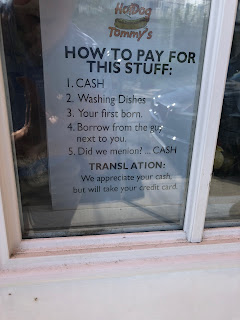 HotDog
Tommy's
HOW TO PAY FOR
THIS STUFF:
1. CASH
2. Washing Dishes
3. Your first born.
4. Borrow from the guy
next to you.
5. Did we menion? ... CASH
TRANSLATION:
We appreciate your cash,
but will take your credit card.